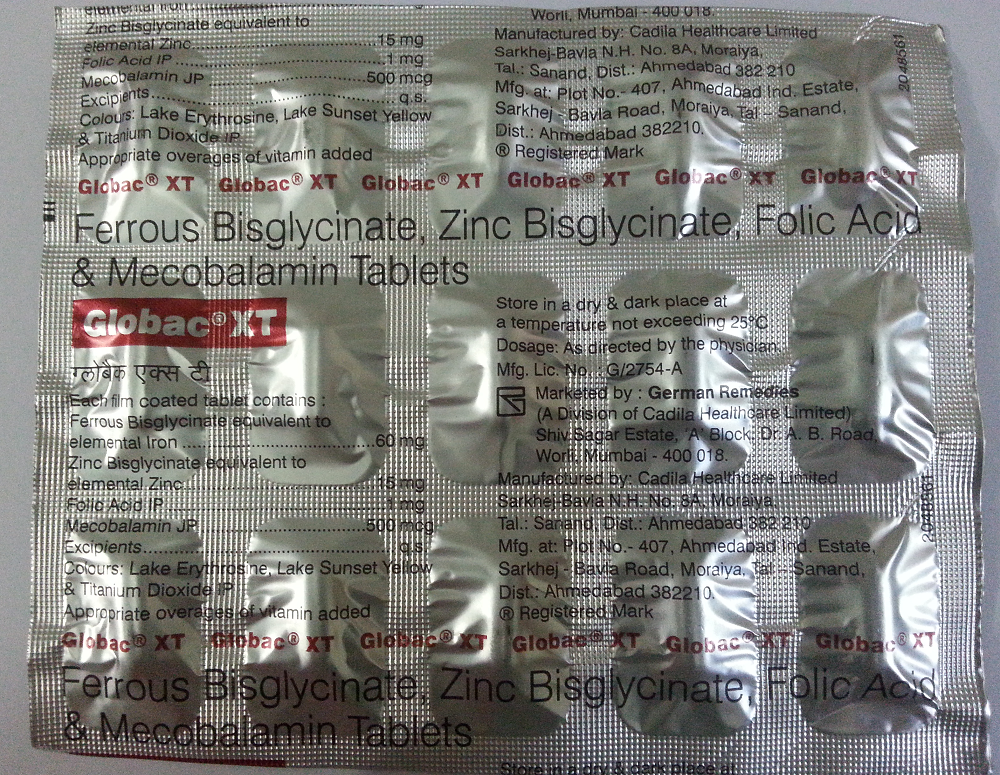 elemental Iron
Zinc Bisglycinate equivalent to
elemental Zinc ........ 15 mg
Folic Acid IP ........ 1 mg
Mecobalamin JP ........ 500 mcg
Excipients ........ q.s.
Colours: Lake Erythrosine, Lake Sunset Yellow
& Titanium Dioxide IP
Appropriate overages of vitamin added
Worli, Mumbai - 400 018.
Manufactured by: Cadila Healthcare Limited
Sarkhej-Bavla N.H. No. 8A, Moraiya,
Tal.: Sanand, Dist.: Ahmedabad 382 210
Mfg. at: Plot No.- 407, Ahmedabad Ind. Estate,
Sarkhej - Bavla Road, Moraiya, Tal - Sanand,
Dist.: Ahmedabad 382210.
® Registered Mark
Globac® XT Globac® XT Globac® XT Globac® XT Globac® XT Globac® XT
Ferrous Bisglycinate, Zinc Bisglycinate, Folic Acid
& Mecobalamin Tablets
Globac® XT
ग्लोबैक एक्स टी
Each film coated tablet contains :
Ferrous Bisglycinate equivalent to
elemental Iron ........ 60 mg
Zinc Bisglycinate equivalent to
elemental Zinc ........ 15 mg
Folic Acid IP ........ 1 mg
Mecobalamin JP ........ 500 mcg
Excipients ........ q.s.
Colours: Lake Erythrosine, Lake Sunset Yellow
& Titanium Dioxide IP
Appropriate overages of vitamin added
Store in a dry & dark place at
a temperature not exceeding 25°C
Dosage: As directed by the physician.
Mfg. Lic. No. : G/2754-A
Marketed by : German Remedies
(A Division of Cadila Healthcare Limited)
Shiv Sagar Estate, 'A' Block, Dr. A. B. Road,
Worli, Mumbai - 400 018.
Manufactured by: Cadila Healthcare Limited
Sarkhej-Bavla N.H. No. 8A, Moraiya,
Tal.: Sanand, Dist.: Ahmedabad 382 210
Mfg. at: Plot No.- 407, Ahmedabad Ind. Estate,
Sarkhej - Bavla Road, Moraiya, Tal - Sanand,
Dist.: Ahmedabad 382210.
® Registered Mark
Globac® XT Globac® XT Globac® XT Globac® XT Globac® XT Globac® XT
Ferrous Bisglycinate, Zinc Bisglycinate, Folic Acid
& Mecobalamin Tablets
Store in a dry & dark place at